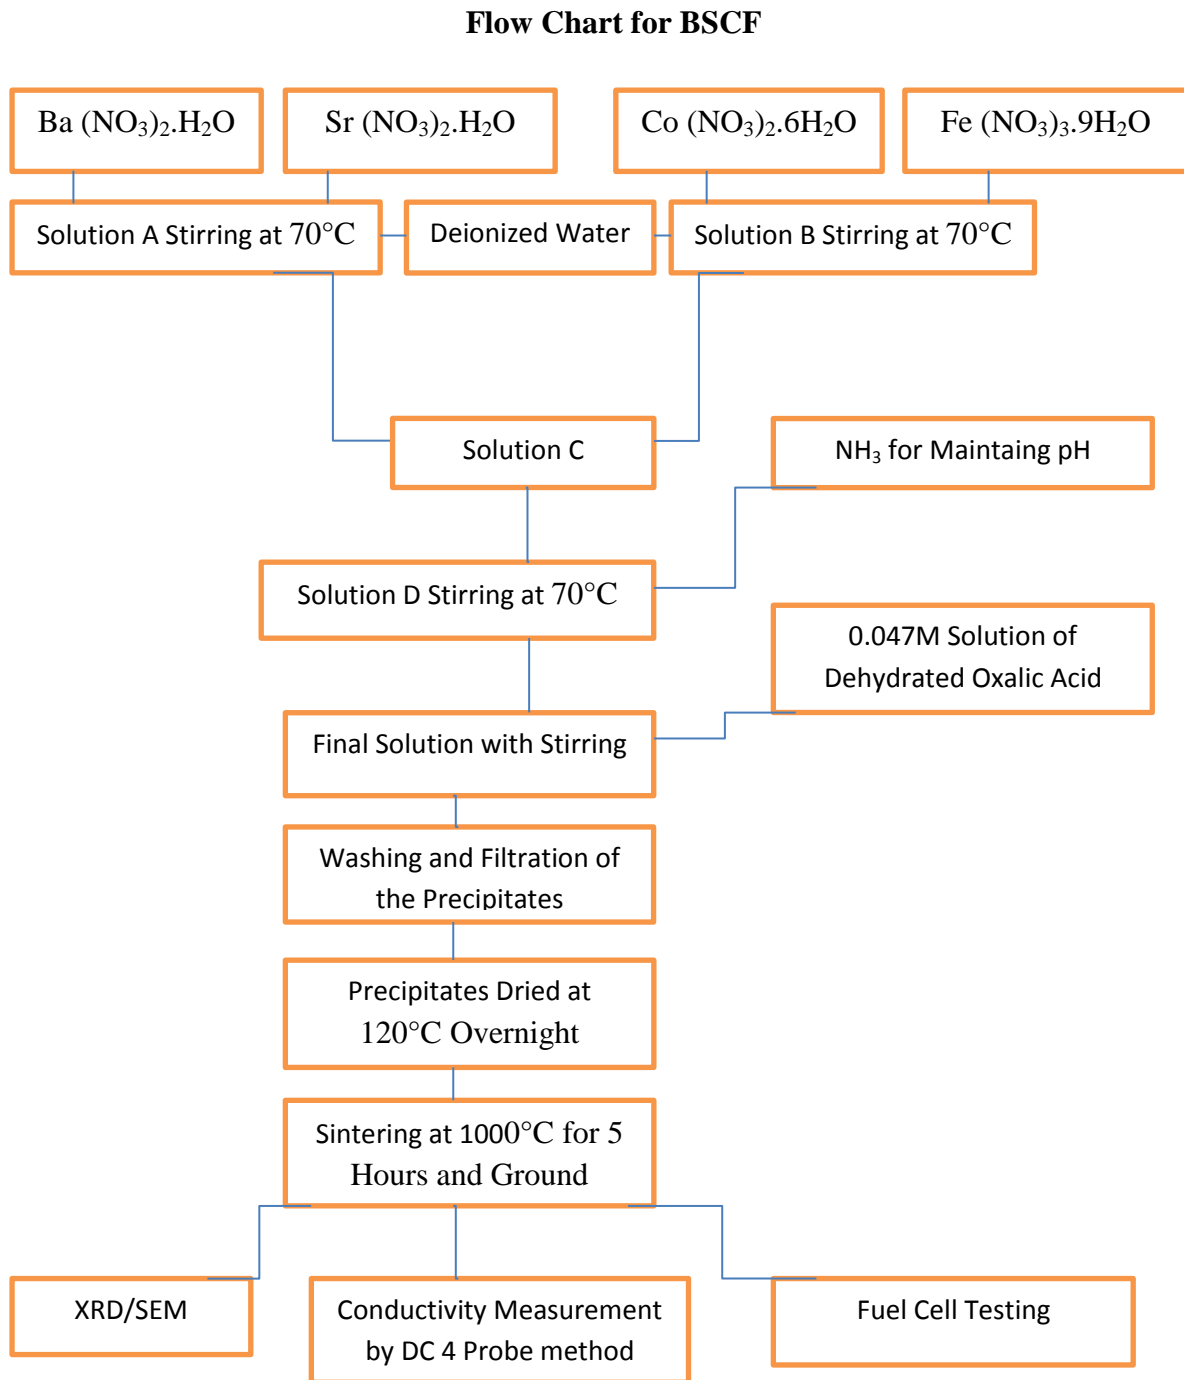 Flow Chart for BSCF
Ba (NO₃)₂.H₂O
Sr (NO₃)₂.H₂O
Co (NO₃)₂.6H₂O
Fe (NO₃)₃.9H₂O
Solution A Stirring at 70°C
Deionized Water
Solution B Stirring at 70°C
Solution C
NH₃ for Maintaing pH
Solution D Stirring at 70°C
0.047M Solution of
Dehydrated Oxalic Acid
Final Solution with Stirring
Washing and Filtration of
the Precipitates
Precipitates Dried at
120°C Overnight
Sintering at 1000°C for 5
Hours and Ground
XRD/SEM
Conductivity Measurement
by DC 4 Probe method
Fuel Cell Testing